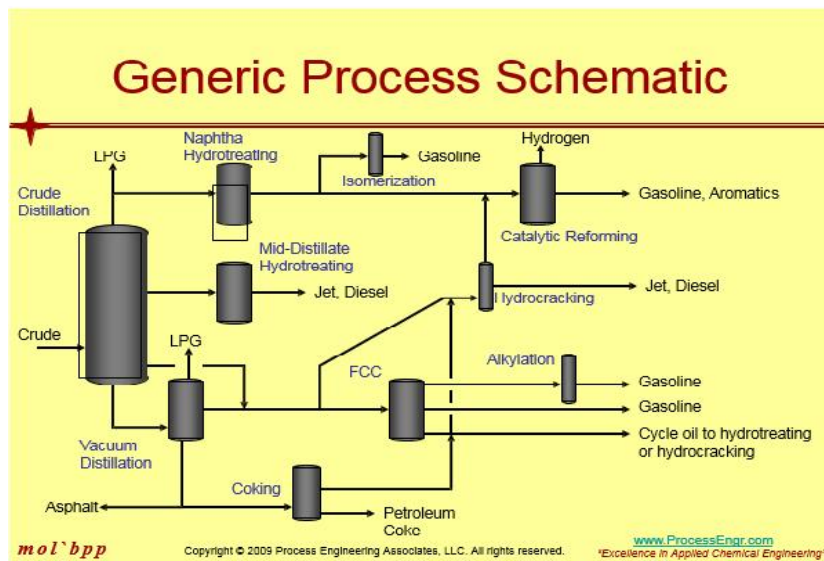 Generic Process Schematic
LPG
Naphtha
Hydrotreating
Gasoline
Isomerization
Hydrogen
Gasoline, Aromatics
Catalytic Reforming
Crude
Distillation
Mid-Distillate
Hydrotreating
Jet, Diesel
Hydrocracking
Jet, Diesel
Crude
LPG
FCC
Alkylation
Gasoline
Gasoline
Cycle oil to hydrotreating
or hydrocracking
Vacuum
Distillation
Coking
Asphalt
Petroleum
Coke
mol`bpp
Copyright © 2009 Process Engineering Associates, LLC. All rights reserved.
www.ProcessEngr.com
"Excellence in Applied Chemical Engineering"